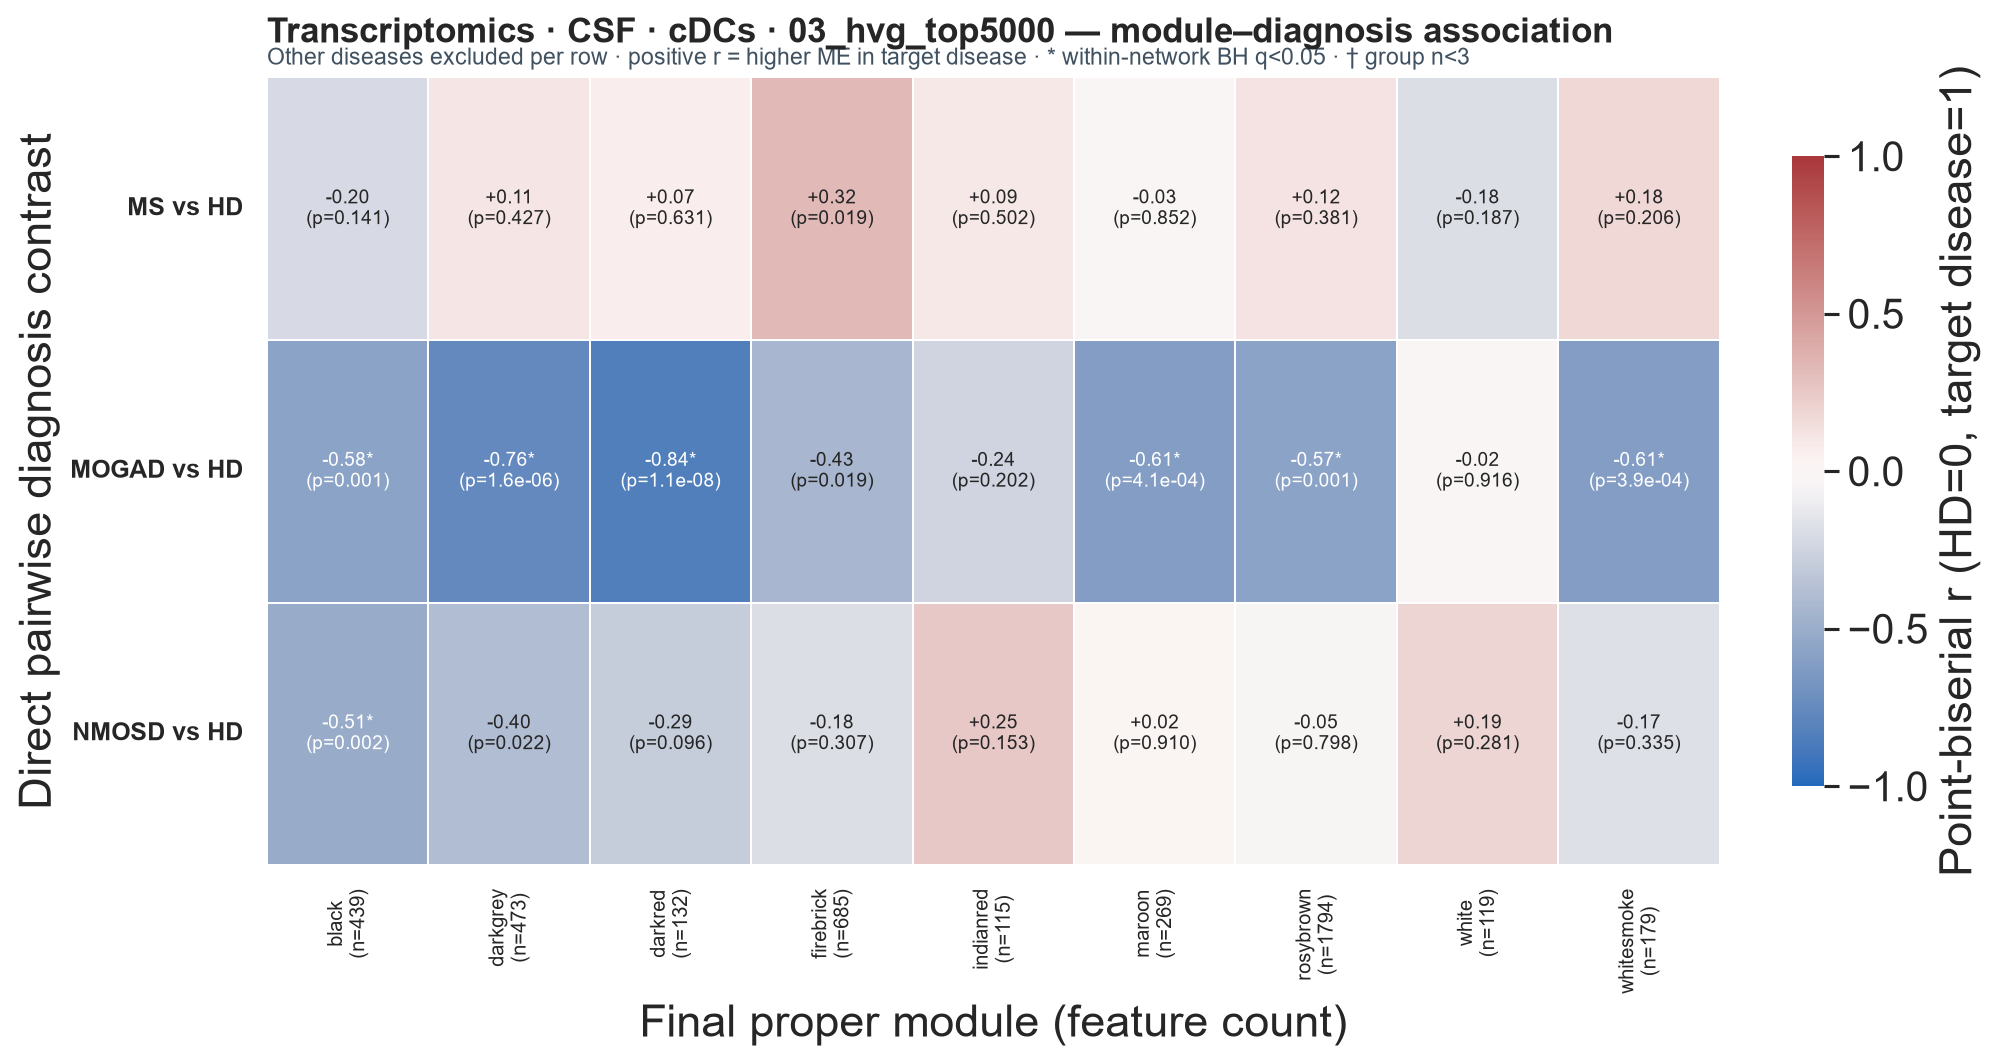 Transcriptomics · CSF · cDCs · 03_hvg_top5000 — module–diagnosis association
Other diseases excluded per row · positive r = higher ME in target disease · * within-network BH q<0.05 · † group n<3
Direct pairwise diagnosis contrast
MS vs HD
-0.20
(p=0.141)
+0.11
(p=0.427)
+0.07
(p=0.631)
+0.32
(p=0.019)
+0.09
(p=0.502)
-0.03
(p=0.852)
+0.12
(p=0.381)
-0.18
(p=0.187)
+0.18
(p=0.206)
MOGAD vs HD
-0.58*
(p=0.001)
-0.76*
(p=1.6e-06)
-0.84*
(p=1.1e-08)
-0.43
(p=0.019)
-0.24
(p=0.202)
-0.61*
(p=4.1e-04)
-0.57*
(p=0.001)
-0.02
(p=0.916)
-0.61*
(p=3.9e-04)
NMOSD vs HD
-0.51*
(p=0.002)
-0.40
(p=0.022)
-0.29
(p=0.096)
-0.18
(p=0.307)
+0.25
(p=0.153)
+0.02
(p=0.910)
-0.05
(p=0.798)
+0.19
(p=0.281)
-0.17
(p=0.335)
black
(n=439)
darkgrey
(n=473)
darkred
(n=132)
firebrick
(n=685)
indianred
(n=115)
maroon
(n=269)
rosybrown
(n=1794)
white
(n=119)
whitesmoke
(n=179)
Final proper module (feature count)
1.0
0.5
0.0
−0.5
−1.0
Point-biserial r (HD=0, target disease=1)